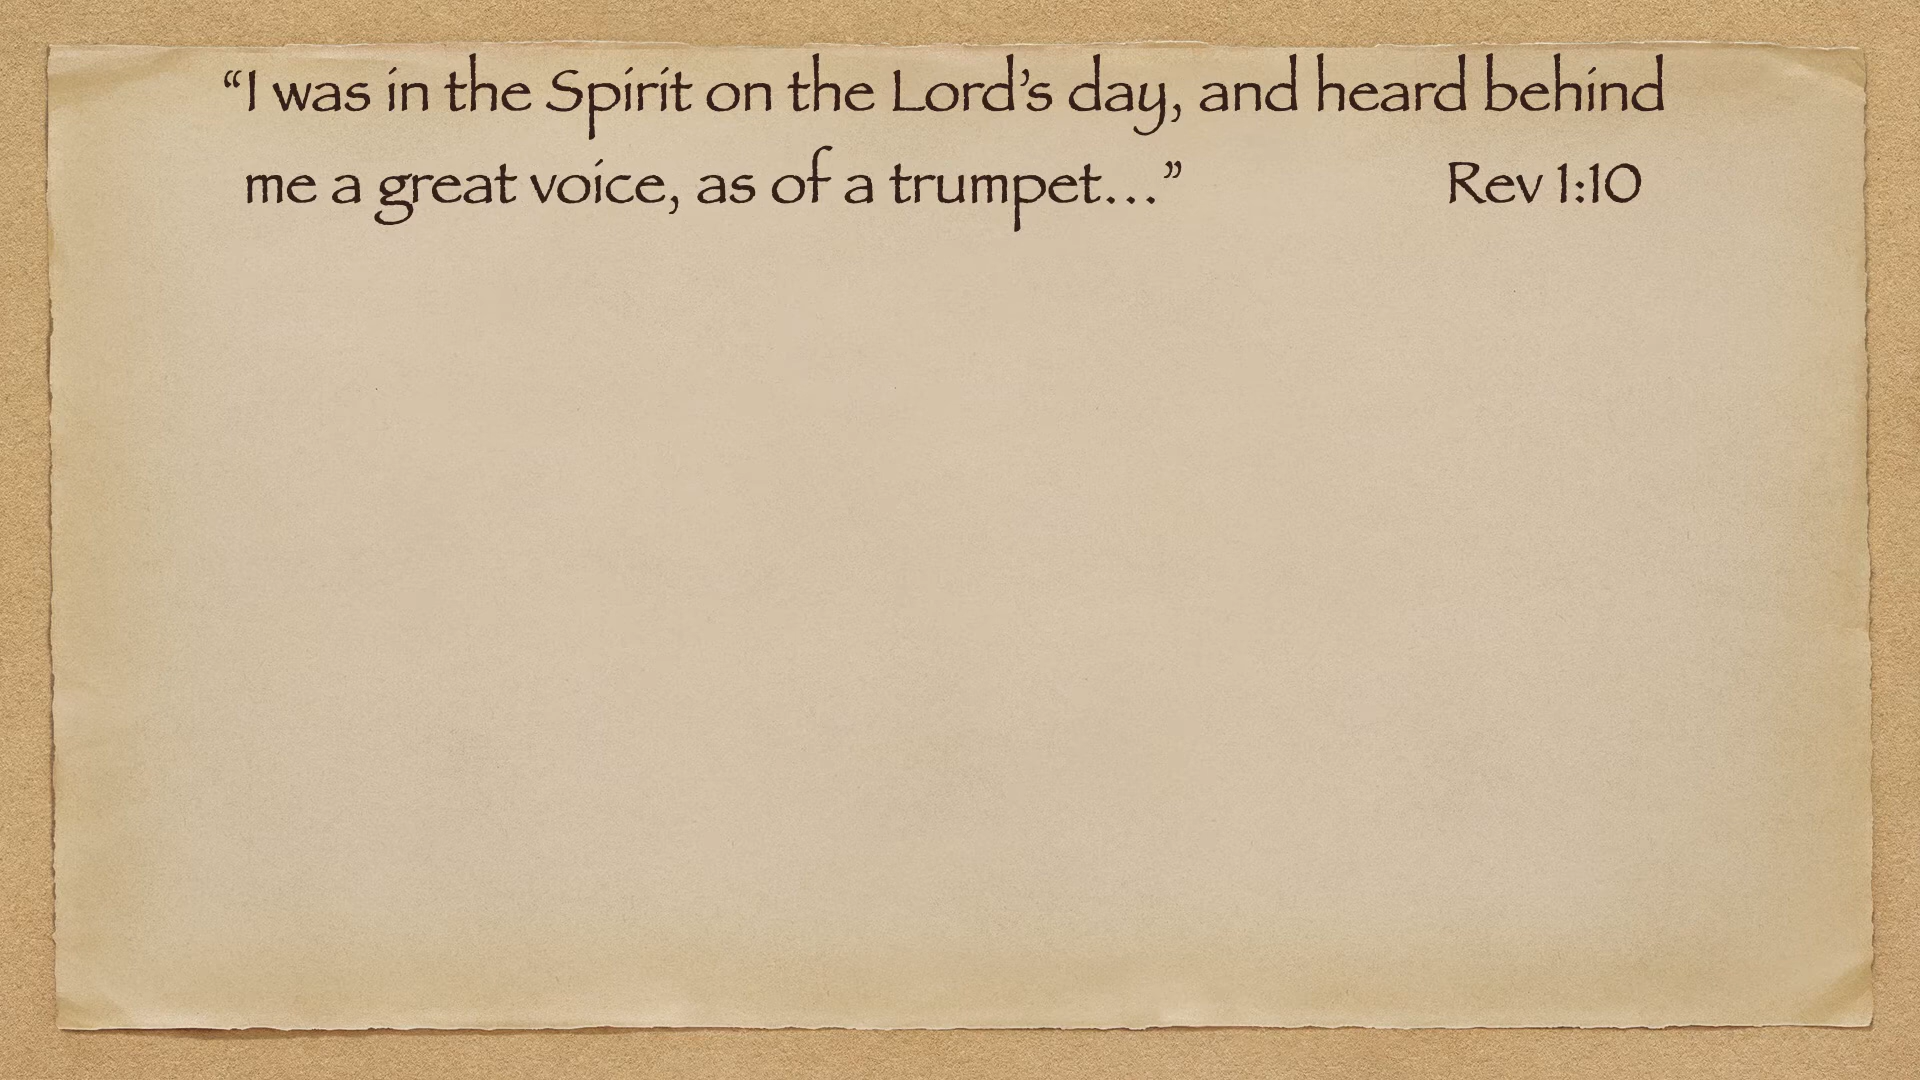 “I was in the Spirit on the Lord’s day, and heard behind
me a great voice, as of a trumpet…” Rev 1:10